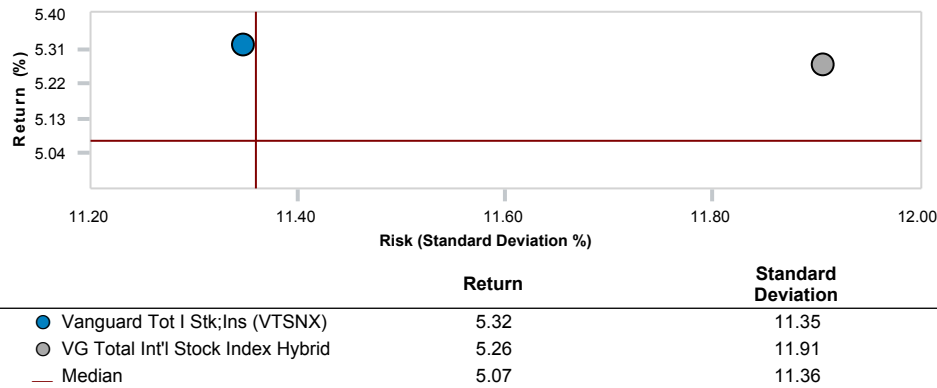 5.40
5.31
5.22
5.13
5.04
Return (%)
11.20 11.40 11.60 11.80 12.00
Risk (Standard Deviation %)
Return Standard Deviation
Vanguard Tot I Stk;Ins (VTSNX) 5.32 11.35
VG Total Int'l Stock Index Hybrid 5.26 11.91
Median 5.07 11.36